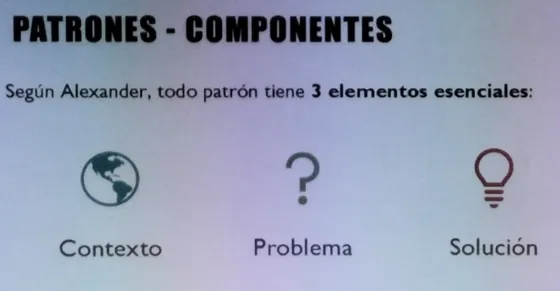 PATRONES - COMPONENTES
Según Alexander, todo patrón tiene 3 elementos esenciales:
Contexto
Problema
Solución